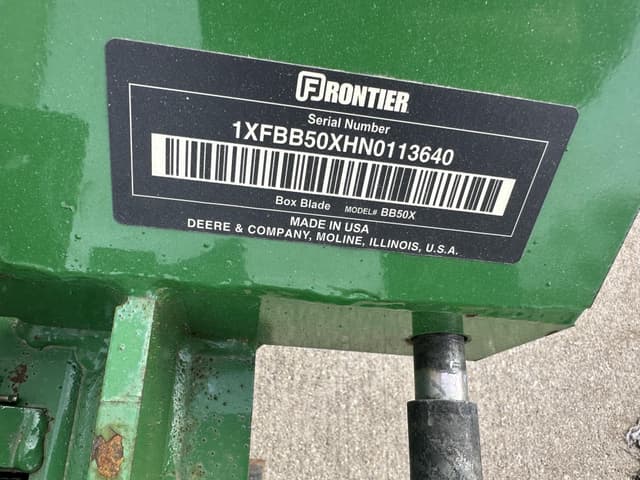 FRONTIER
Serial Number
1XFBB50XHN0113640
Box Blade MODEL# BB50X
MADE IN USA
DEERE & COMPANY, MOLINE, ILLINOIS, U.S.A.